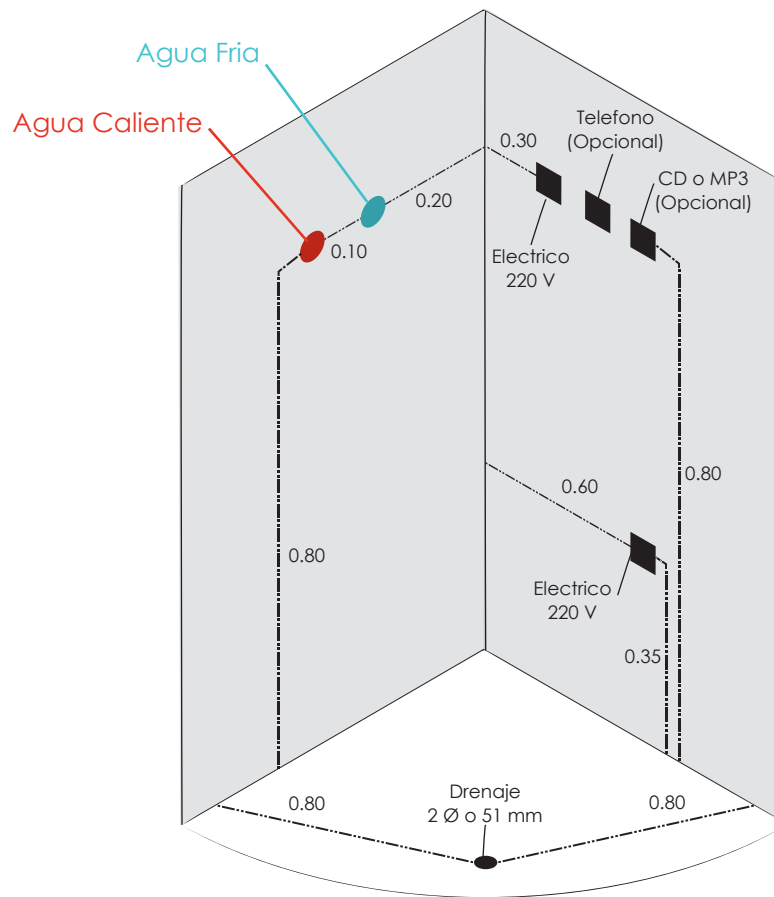 Agua Fria
Agua Caliente
Telefono
(Opcional)
0.30
CD o MP3
(Opcional)
0.20
0.10
Electrico
220 V
0.80
0.60
0.80
Electrico
220 V
0.35
Drenaje
2 Ø o 51 mm
0.80
0.80